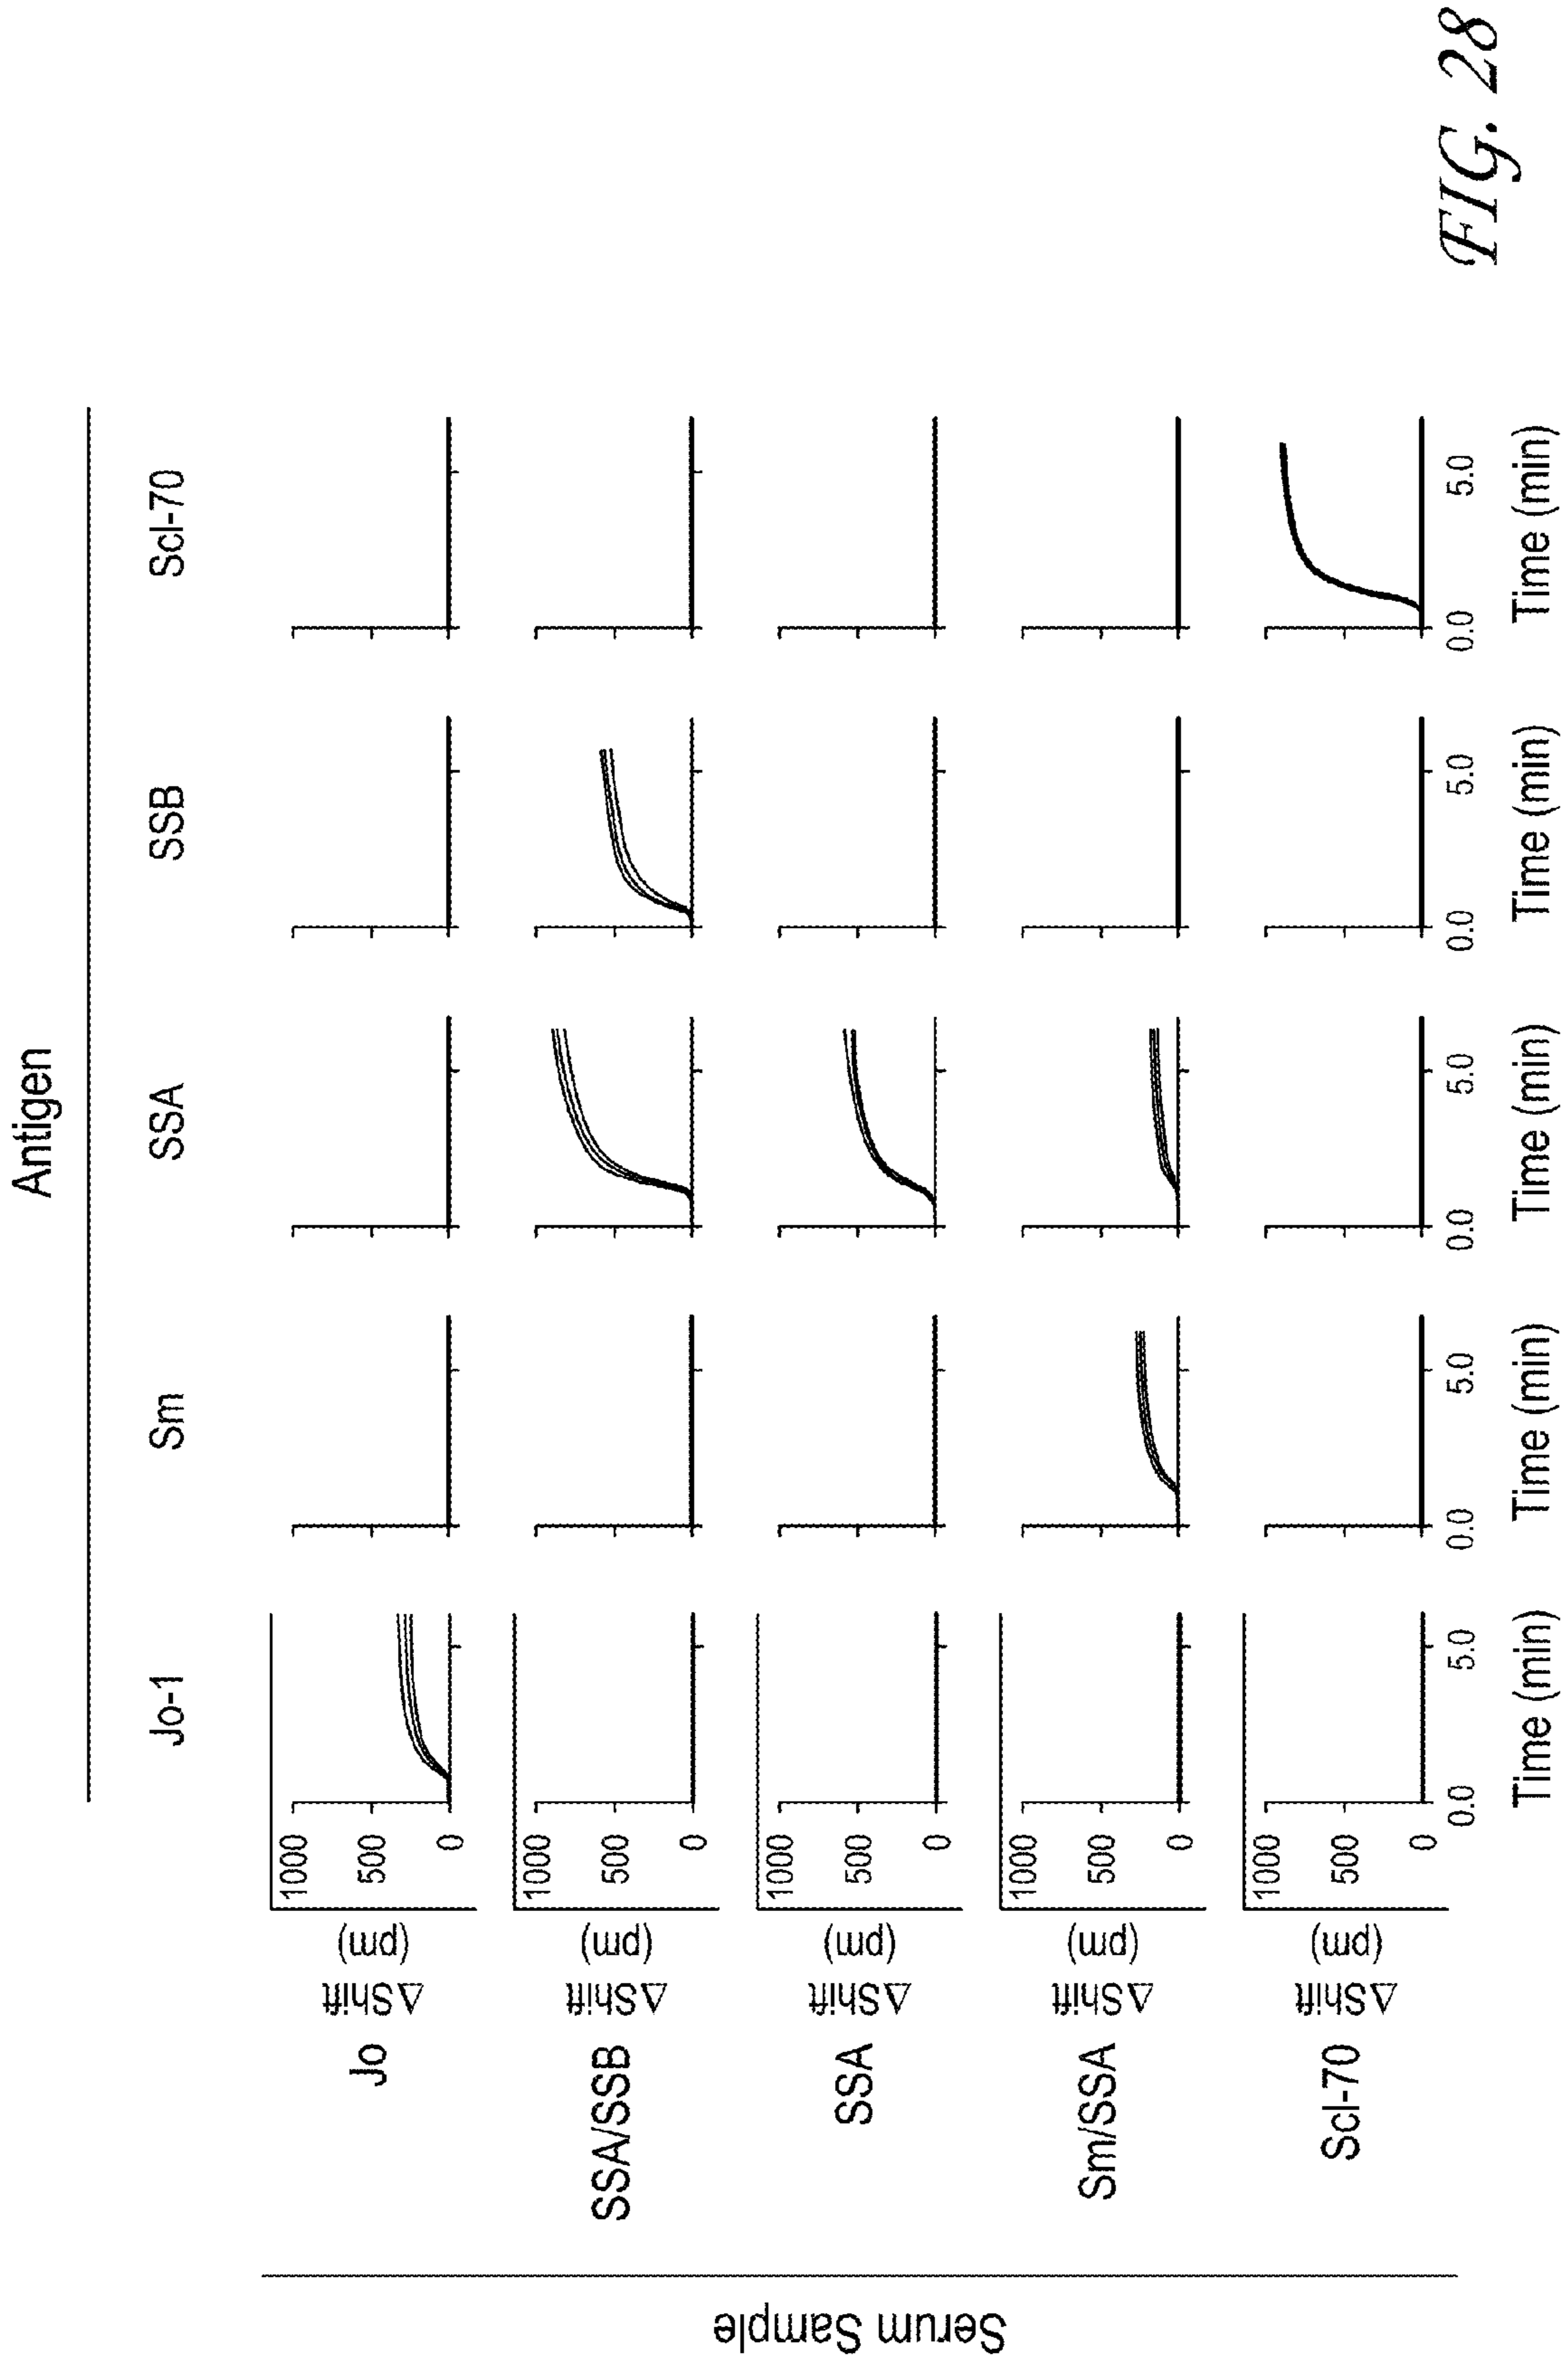 Antigen
Jo-1 Sm SSA SSB Scl-70
Serum Sample
Jo
ΔShift
(pm)
1000
500
0
SSA/SSB
ΔShift
(pm)
1000
500
0
SSA
ΔShift
(pm)
1000
500
0
Sm/SSA
ΔShift
(pm)
1000
500
0
Scl-70
ΔShift
(pm)
1000
500
0
0.0 5.0 0.0 5.0 0.0 5.0 0.0 5.0 0.0 5.0
Time (min) Time (min) Time (min) Time (min) Time (min)
FIG. 28